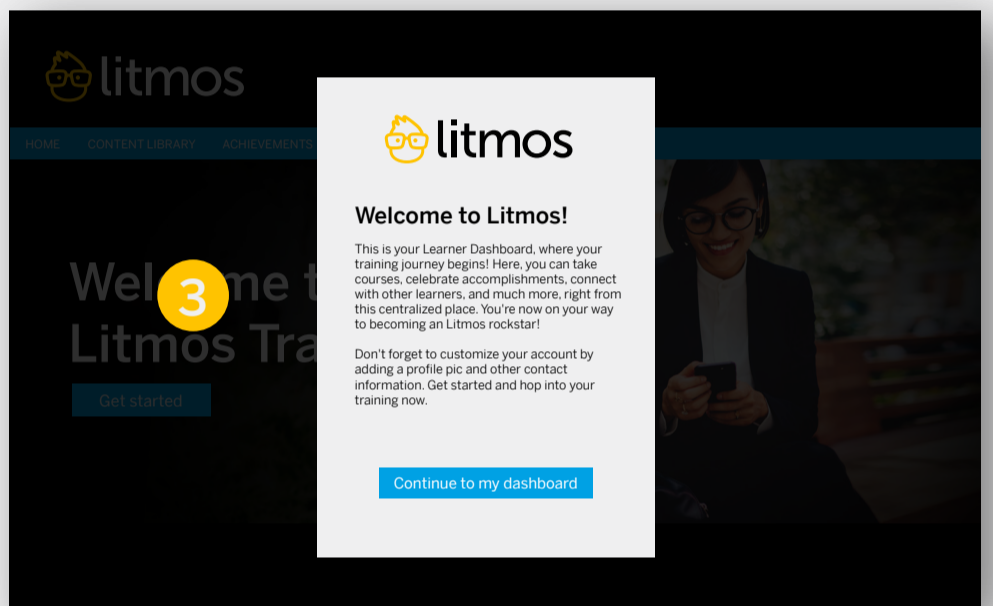 litmos
HOME CONTENT LIBRARY ACHIEVEMENTS
Wel me t
Litmos Tra
3
Get started
litmos
Welcome to Litmos!
This is your Learner Dashboard, where your
training journey begins! Here, you can take
courses, celebrate accomplishments, connect
with other learners, and much more, right from
this centralized place. You're now on your way
to becoming an Litmos rockstar!
Don't forget to customize your account by
adding a profile pic and other contact
information. Get started and hop into your
training now.
Continue to my dashboard